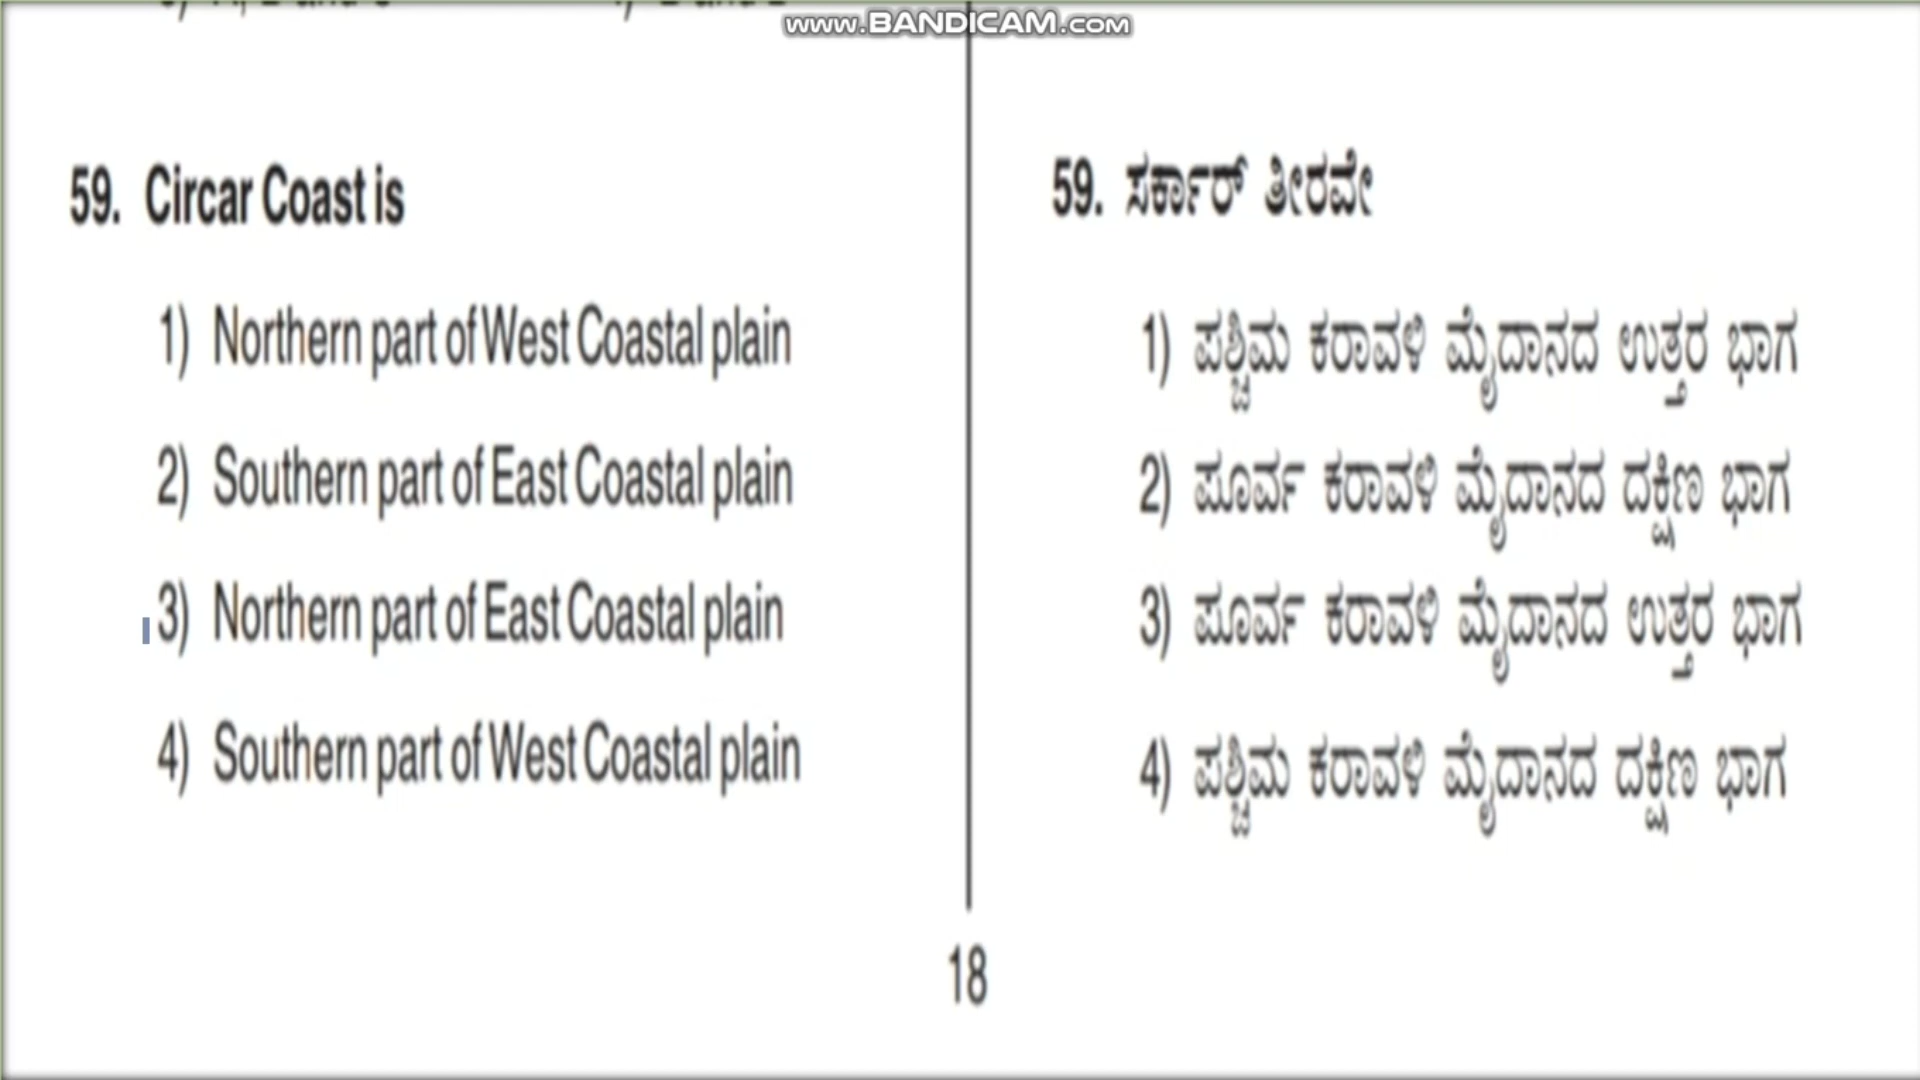 www.BANDICAM.com
59. Circar Coast is
1) Northern part of West Coastal plain
2) Southern part of East Coastal plain
3) Northern part of East Coastal plain
4) Southern part of West Coastal plain
59. ಸರ್ಕಾರ್ ತೀರವೇ
1) ಪಶ್ಚಿಮ ಕರಾವಳಿ ಮೈದಾನದ ಉತ್ತರ ಭಾಗ
2) ಪೂರ್ವ ಕರಾವಳಿ ಮೈದಾನದ ದಕ್ಷಿಣ ಭಾಗ
3) ಪೂರ್ವ ಕರಾವಳಿ ಮೈದಾನದ ಉತ್ತರ ಭಾಗ
4) ಪಶ್ಚಿಮ ಕರಾವಳಿ ಮೈದಾನದ ದಕ್ಷಿಣ ಭಾಗ
18